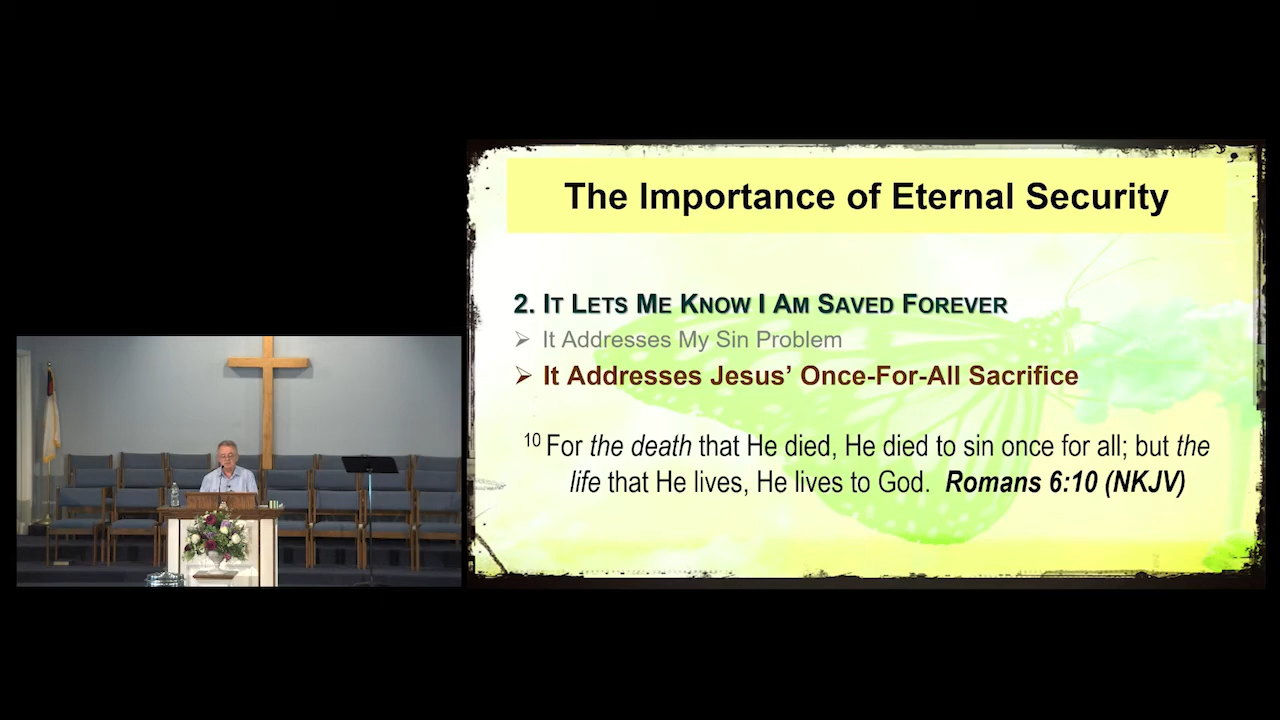 The Importance of Eternal Security
2. IT LETS ME KNOW I AM SAVED FOREVER
➢ It Addresses My Sin Problem
➢ It Addresses Jesus’ Once-For-All Sacrifice
10 For the death that He died, He died to sin once for all; but the
life that He lives, He lives to God. Romans 6:10 (NKJV)